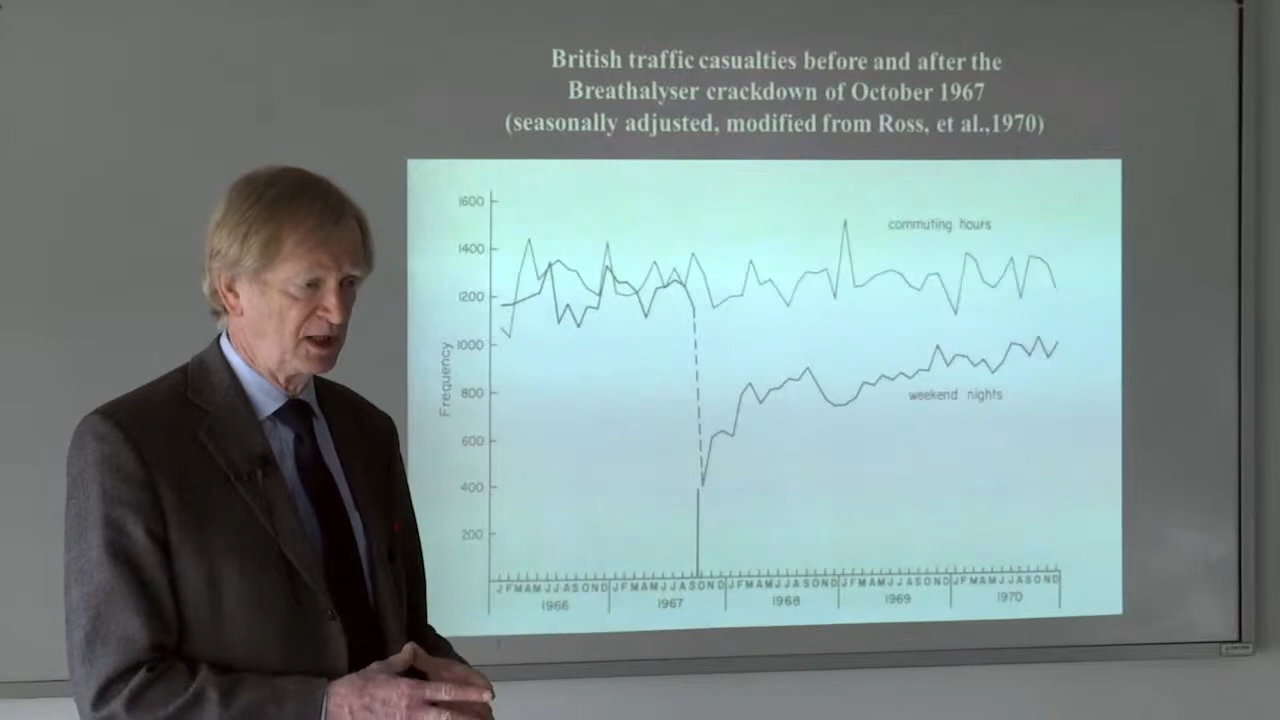 British traffic casualties before and after the
Breathalyser crackdown of October 1967
(seasonally adjusted, modified from Ross, et al.,1970)
1600
1400
1200
1000
800
600
400
200
Frequency
commuting hours
weekend nights
J F M A M J J A S O N D J F M A M J J A S O N D J F M A M J J A S O N D J F M A M J J A S O N D J F M A M J J A S O N D
1966 1967 1968 1969 1970